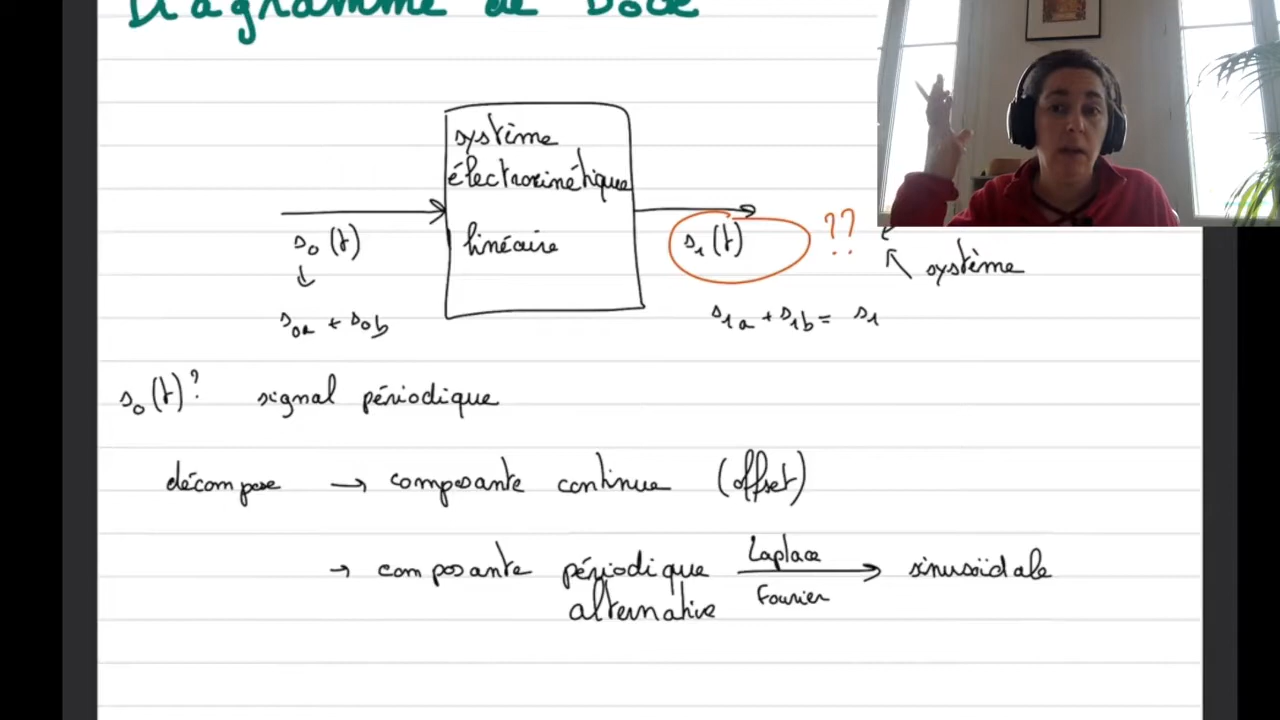 Diagramme de Bode
système
électrocinétique
linéaire
s₀(t)
s₁(t)
??
système
s₀ₐ + s₀b
s₁ₐ + s₁b = s₁
s₀(t)? signal périodique
décompose → composante continue (offset)
→ composante périodique alternative
Laplace
Fourier
→ sinusoïdale